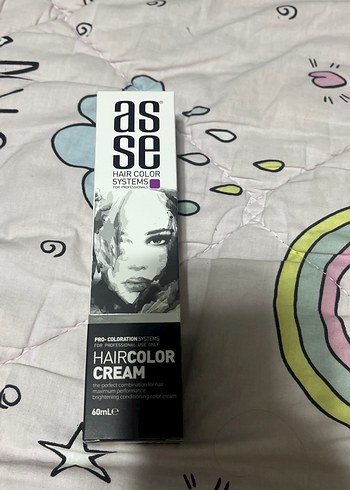 as
se
HAIR COLOR
SYSTEMS
FOR PROFESSIONALS
PRO-COLORATION SYSTEMS
FOR PROFESSIONAL USE ONLY
HAIRCOLOR
CREAM
the perfect combination for hair
maximum performance
brightening conditioning color cream
60mL℮